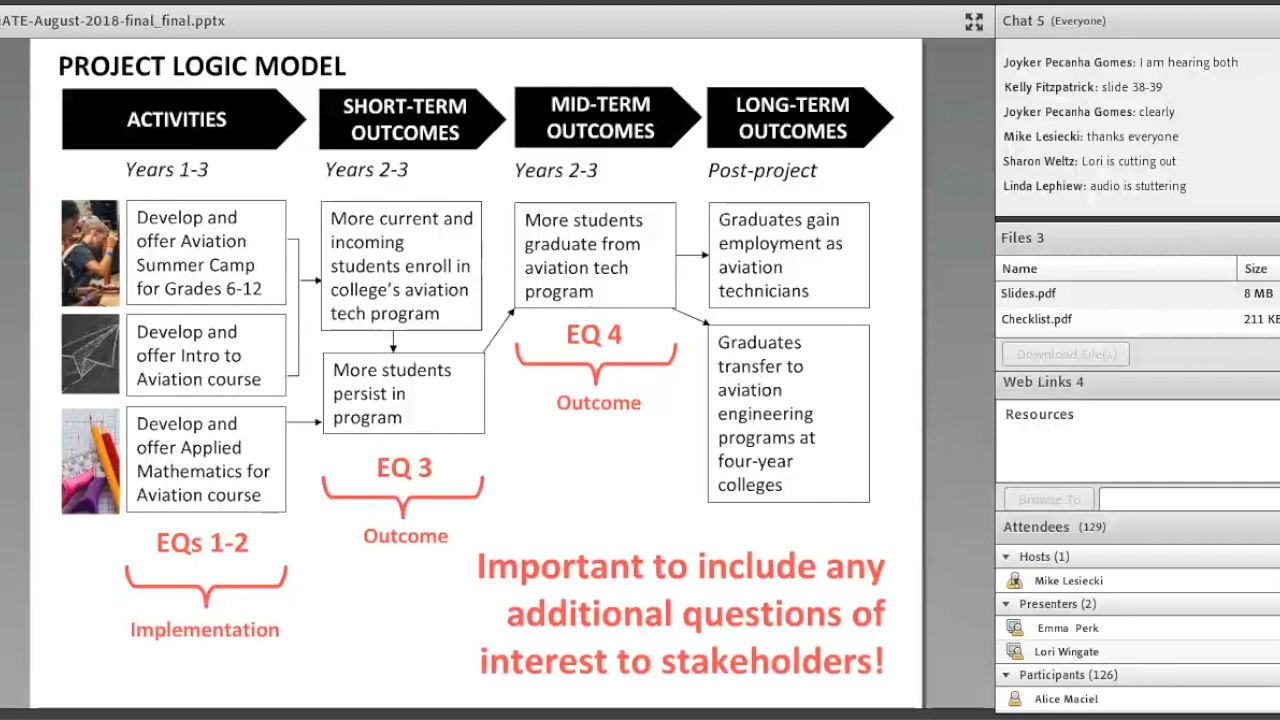 ATE-August-2018-final_final.pptx
PROJECT LOGIC MODEL
ACTIVITIES
SHORT-TERM
OUTCOMES
MID-TERM
OUTCOMES
LONG-TERM
OUTCOMES
Years 1-3
Years 2-3
Years 2-3
Post-project
Develop and
offer Aviation
Summer Camp
for Grades 6-12
Develop and
offer Intro to
Aviation course
Develop and
offer Applied
Mathematics for
Aviation course
EQs 1-2
Implementation
More current and
incoming
students enroll in
college's aviation
tech program
More students
persist in
program
EQ 3
Outcome
More students
graduate from
aviation tech
program
EQ 4
Outcome
Graduates gain
employment as
aviation
technicians
Graduates
transfer to
aviation
engineering
programs at
four-year
colleges
Important to include any
additional questions of
interest to stakeholders!
Chat 5 (Everyone)
Joyker Pecanha Gomes: I am hearing both
Kelly Fitzpatrick: slide 38-39
Joyker Pecanha Gomes: clearly
Mike Lesiecki: thanks everyone
Sharon Weltz: Lori is cutting out
Linda Lephiew: audio is stuttering
Files 3
Name Size
Slides.pdf 8 MB
Checklist.pdf 211 KB
Download File(s)
Web Links 4
Resources
Browse To
Attendees (129)
Hosts (1)
Mike Lesiecki
Presenters (2)
Emma Perk
Lori Wingate
Participants (126)
Alice Maciel